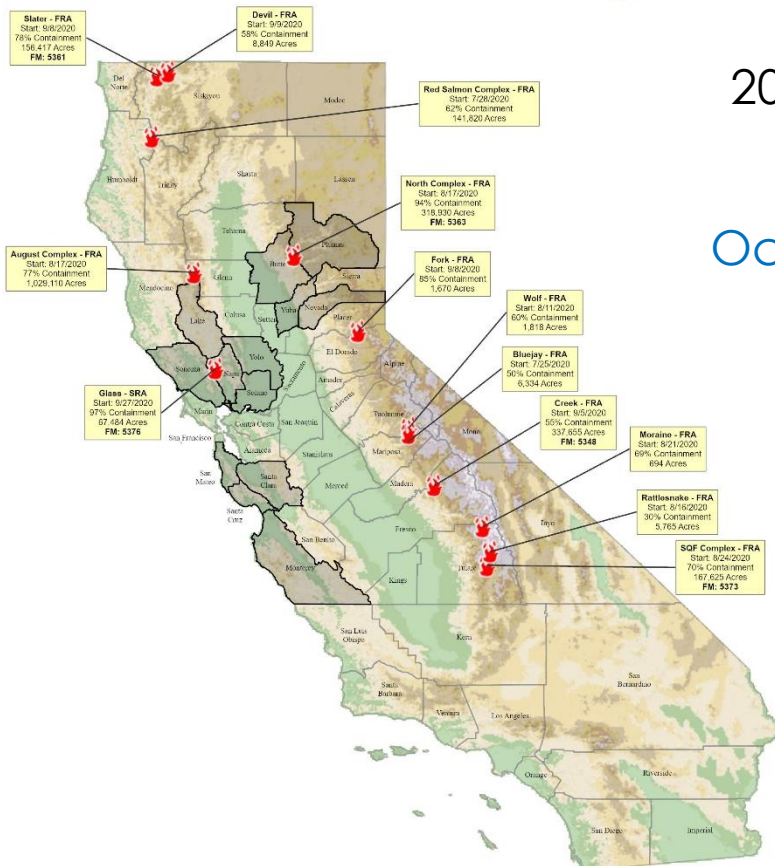 Slater - FRA
Start: 9/8/2020
78% Containment
156,417 Acres
FM: 5361
Devil - FRA
Start: 9/9/2020
58% Containment
8,849 Acres
20
Red Salmon Complex - FRA
Start: 7/28/2020
62% Containment
141,820 Acres
North Complex - FRA
Start: 8/17/2020
94% Containment
318,930 Acres
FM: 5363
August Complex - FRA
Start: 8/17/2020
77% Containment
1,029,110 Acres
Fork - FRA
Start: 9/8/2020
85% Containment
1,670 Acres
Oc
Wolf - FRA
Start: 8/11/2020
60% Containment
1,818 Acres
Bluejay - FRA
Start: 7/25/2020
50% Containment
6,334 Acres
Glass - SRA
Start: 9/27/2020
97% Containment
67,484 Acres
FM: 5376
Creek - FRA
Start: 9/5/2020
55% Containment
337,655 Acres
FM: 5348
Moraine - FRA
Start: 8/21/2020
69% Containment
694 Acres
Rattlesnake - FRA
Start: 8/16/2020
30% Containment
5,765 Acres
SQF Complex - FRA
Start: 8/24/2020
70% Containment
167,625 Acres
FM: 5373
Del
Norte
Siskiyou
Modoc
Humboldt
Trinity
Shasta
Lassen
Tehama
Plumas
Butte
Mendocino
Glenn
Sierra
Nevada
Yuba
Placer
Lake
Colusa
Sutter
El Dorado
Yolo
Alpine
Sonoma
Napa
Sacramento
Amador
Solano
Calaveras
Tuolumne
Mono
Marin
Contra Costa
San Joaquin
San Francisco
Alameda
Stanislaus
Mariposa
San
Mateo
Santa
Clara
Merced
Madera
Santa
Cruz
Fresno
Inyo
San Benito
Monterey
Kings
Tulare
San Luis
Obispo
Kern
San
Bernardino
Santa
Barbara
Ventura
Los Angeles
Orange
Riverside
San Diego
Imperial